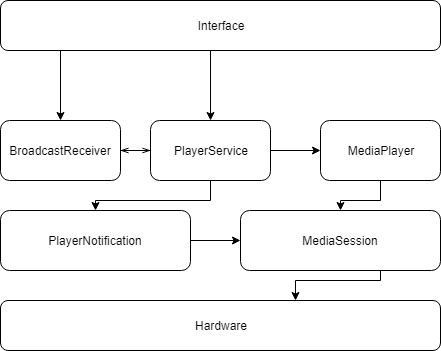 Interface
BroadcastReceiver
PlayerService
MediaPlayer
PlayerNotification
MediaSession
Hardware